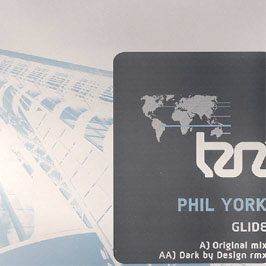 PHIL YORK
GLIDE
A) Original mix
AA) Dark by Design rmx